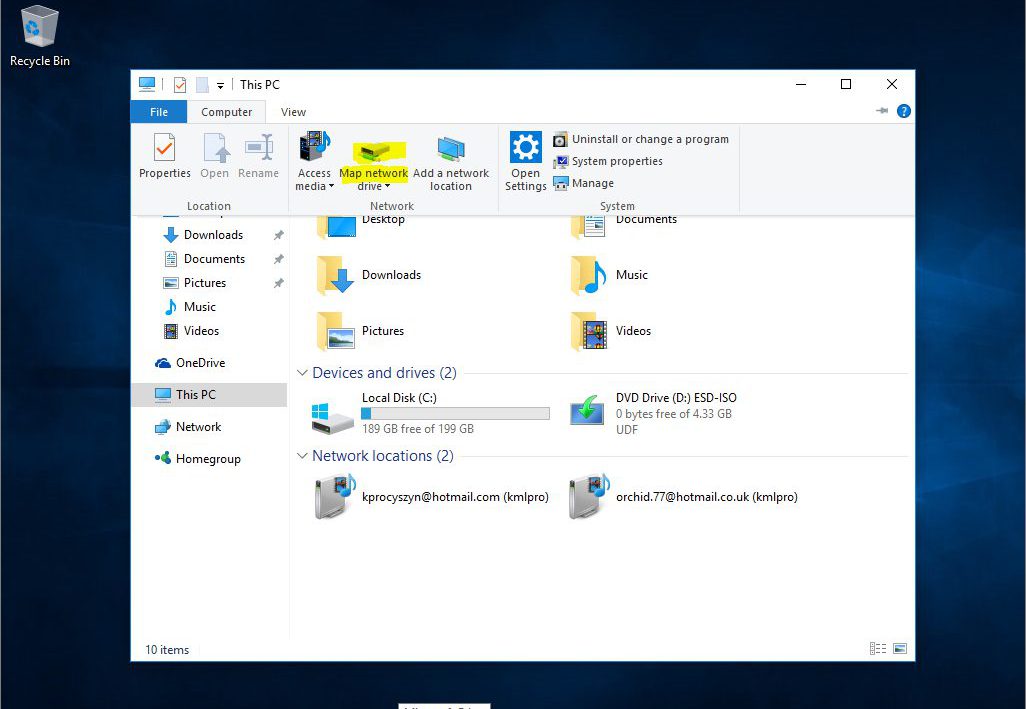 Recycle Bin
This PC
File
Computer
View
Properties
Open
Rename
Access
media
Map network
drive
Add a network
location
Open
Settings
Uninstall or change a program
System properties
Manage
Location
Network
System
Downloads
Documents
Pictures
Music
Videos
OneDrive
This PC
Network
Homegroup
Desktop
Documents
Downloads
Music
Pictures
Videos
Devices and drives (2)
Local Disk (C:)
189 GB free of 199 GB
DVD Drive (D:) ESD-ISO
0 bytes free of 4.33 GB
UDF
Network locations (2)
kprocyszyn@hotmail.com (kmlpro)
orchid.77@hotmail.co.uk (kmlpro)
10 items